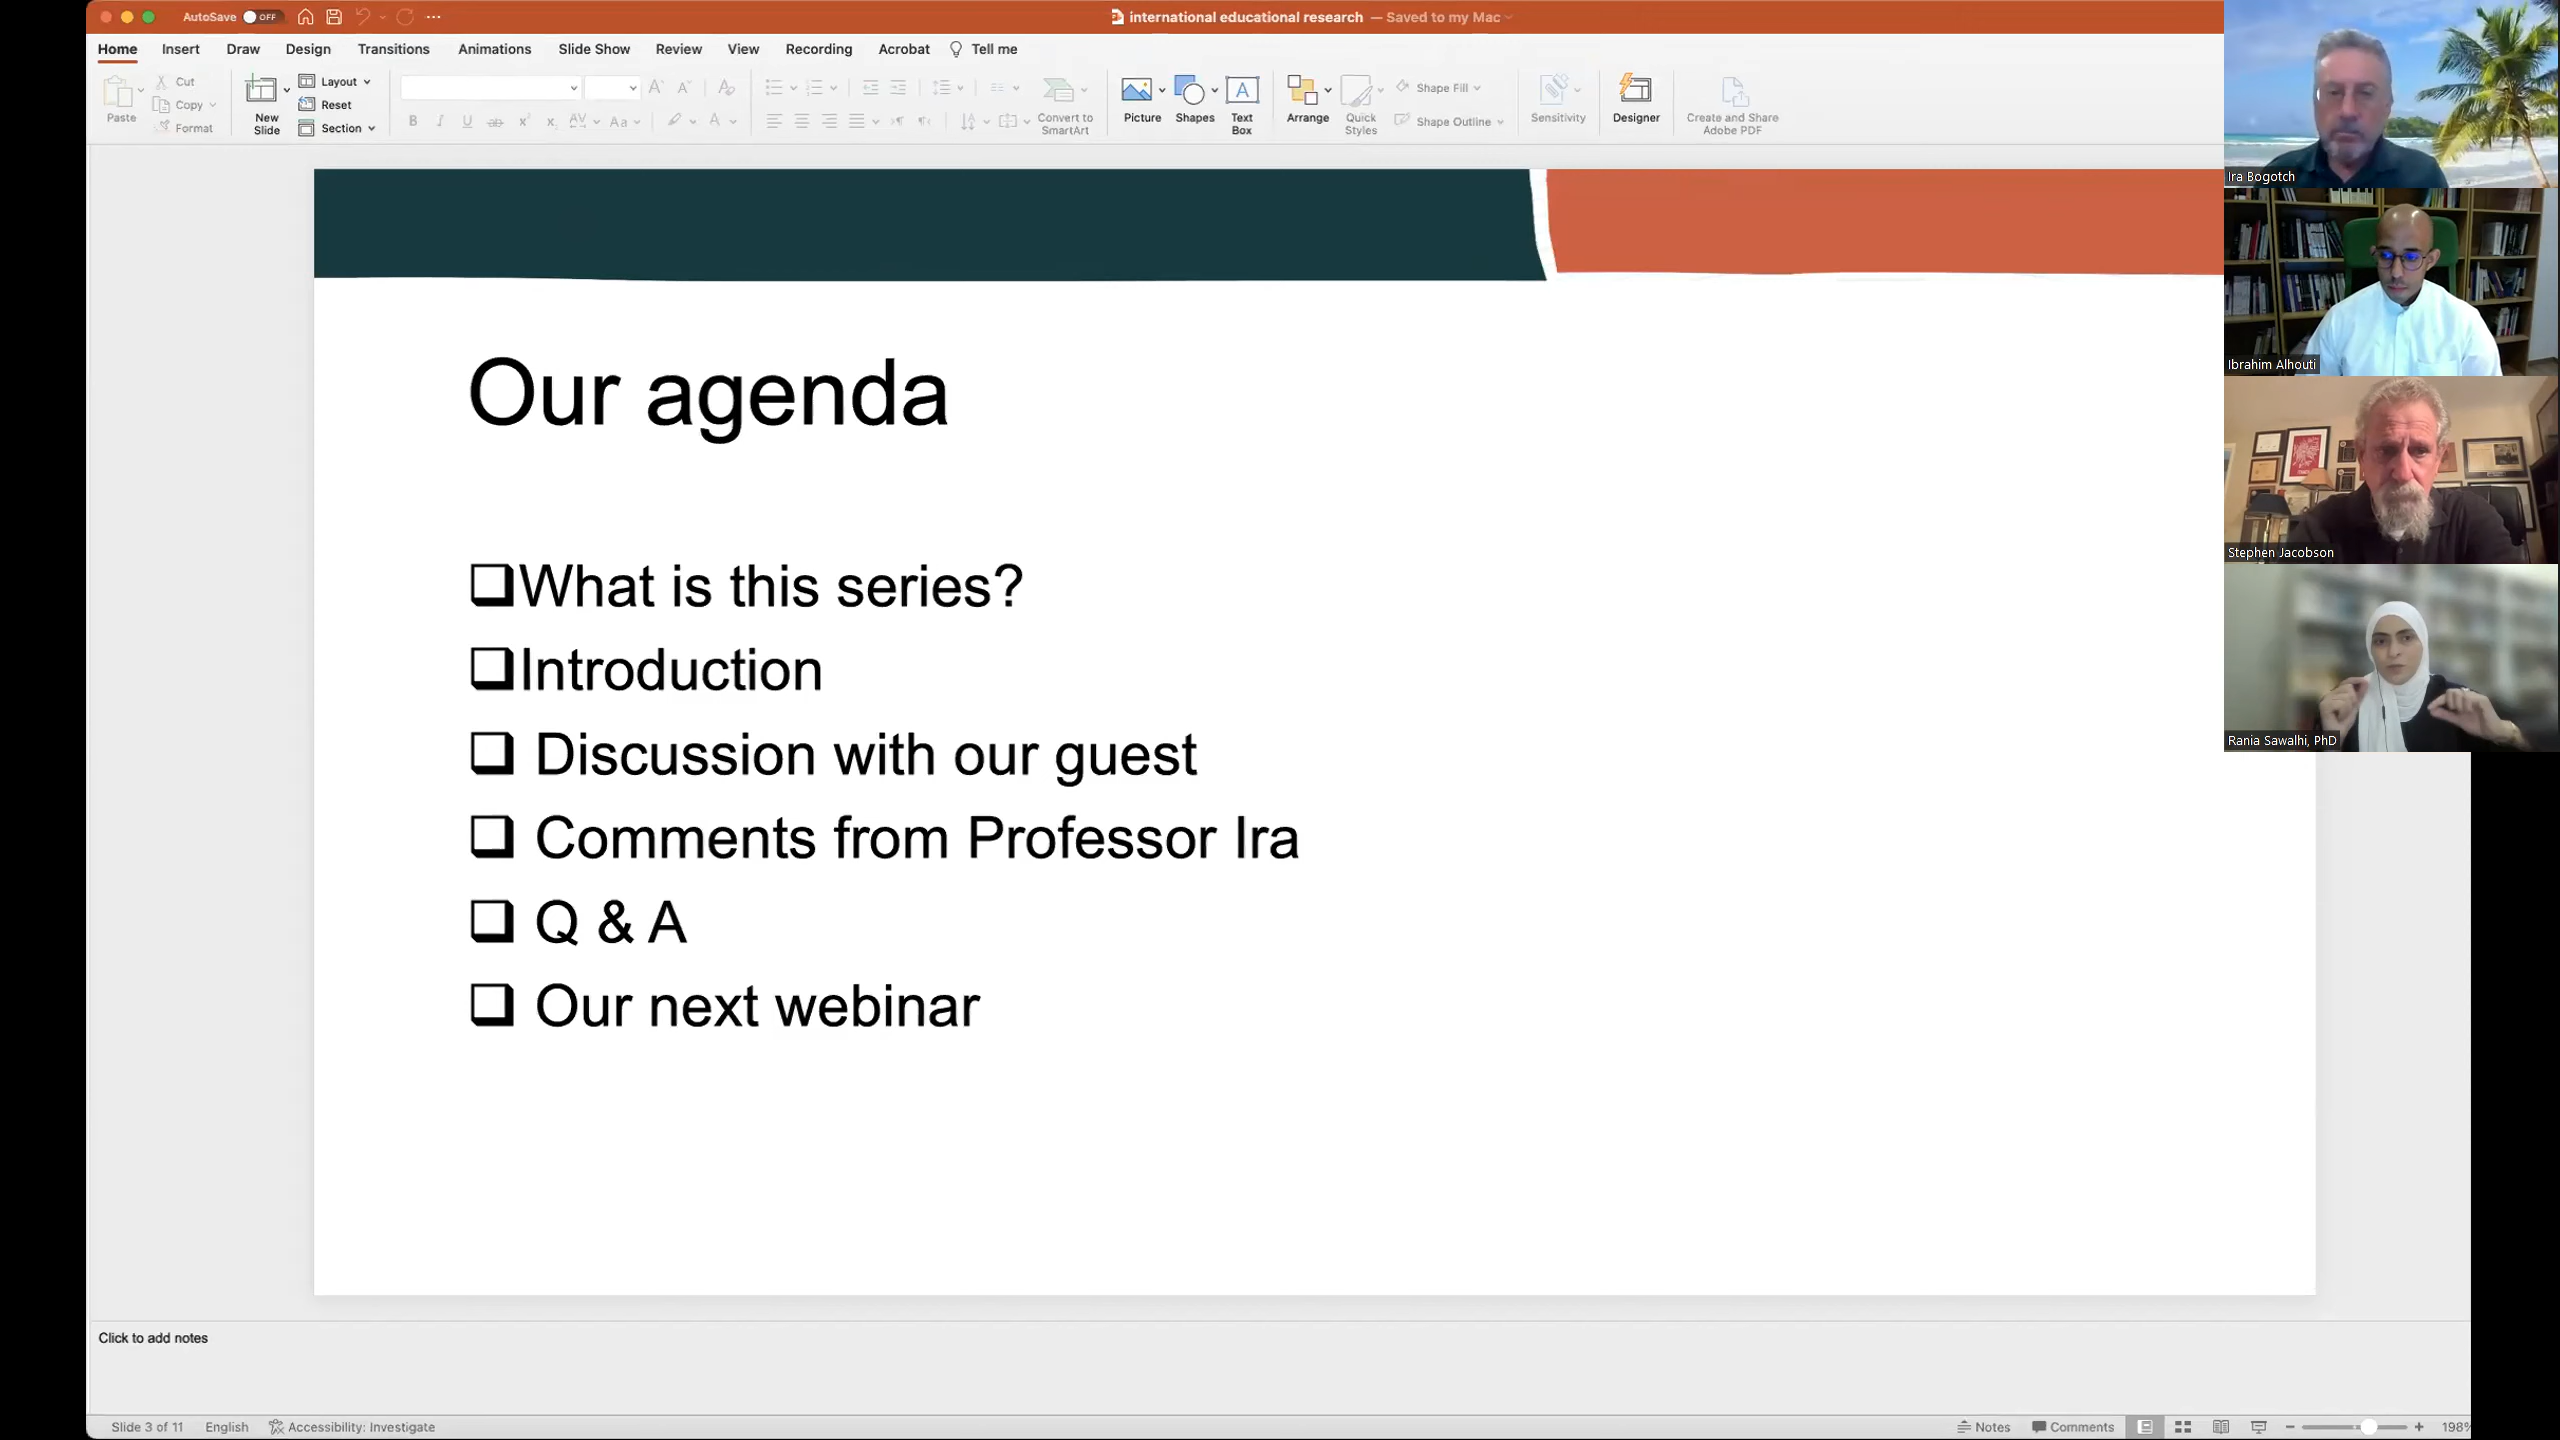 AutoSave OFF
international educational research — Saved to my Mac
Home Insert Draw Design Transitions Animations Slide Show Review View Recording Acrobat Tell me
Paste
Cut
Copy
Format
New
Slide
Layout
Reset
Section
Convert to
SmartArt
Picture
Shapes
Text
Box
Arrange
Quick
Styles
Shape Fill
Shape Outline
Sensitivity
Designer
Create and Share
Adobe PDF
Ira Bogotch
Ibrahim Alhouti
Stephen Jacobson
Rania Sawalhi, PhD
Our agenda
What is this series?
Introduction
Discussion with our guest
Comments from Professor Ira
Q & A
Our next webinar
Click to add notes
Slide 3 of 11 English Accessibility: Investigate Notes Comments 198%